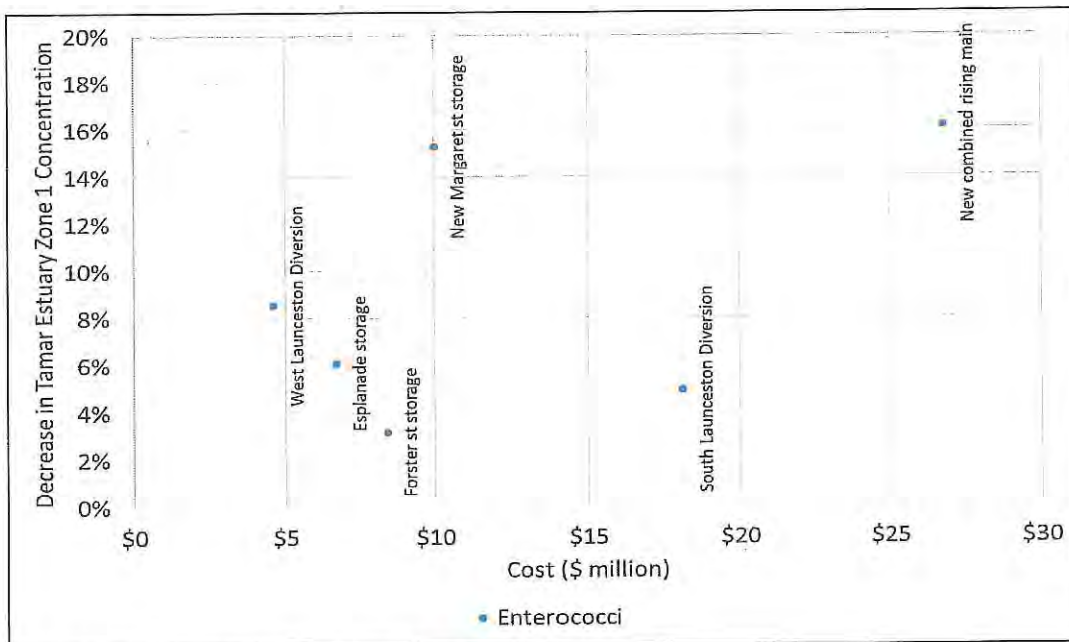 Decrease in Tamar Estuary Zone 1 Concentration
20%
18%
16%
14%
12%
10%
8%
6%
4%
2%
0%
West Launceston Diversion
Esplanade storage
Forster st storage
New Margaret st storage
South Launceston Diversion
New combined rising main
$0
$5
$10
$15
$20
$25
$30
Cost ($ million)
Enterococci